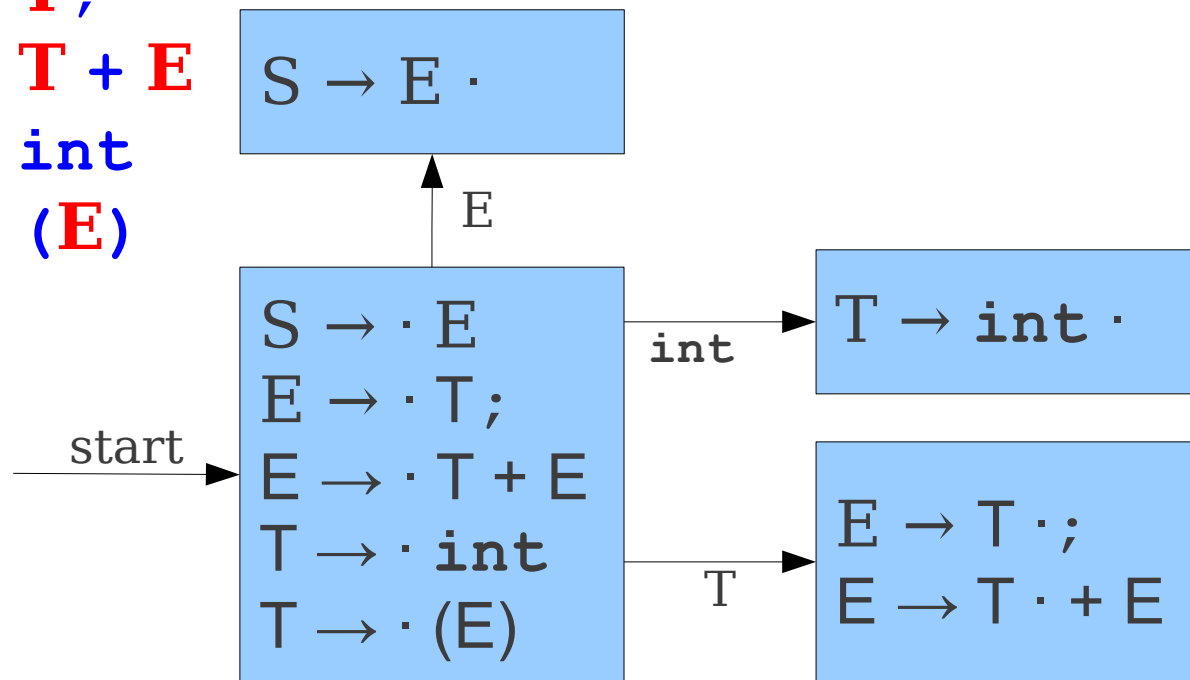 T;
T + E
int
(E)
S → E ·
E
start
S → · E
E → · T ;
E → · T + E
T → · int
T → · (E)
int
T → int ·
T
E → T · ;
E → T · + E